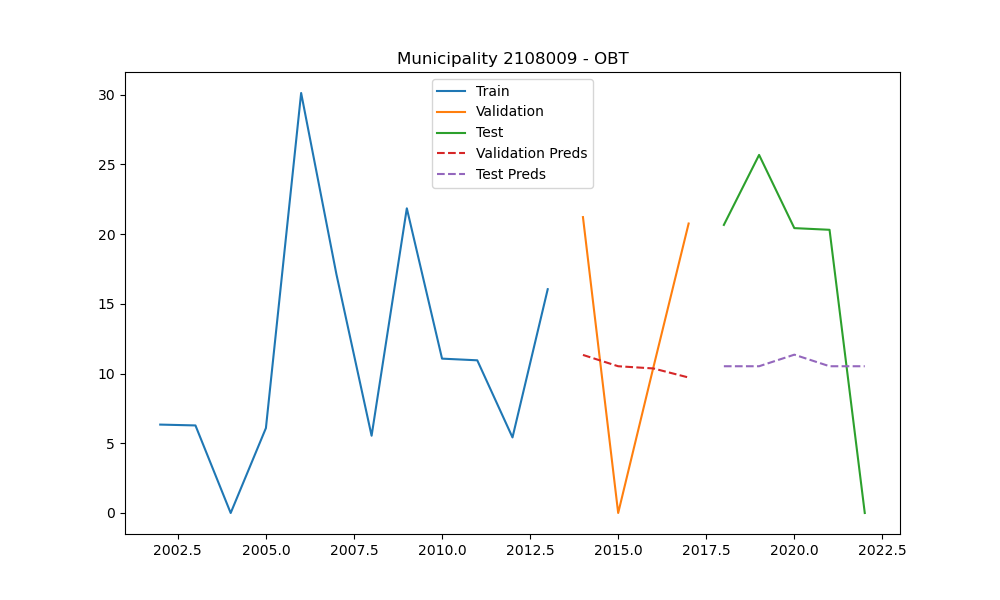 Municipality 2108009 - OBT
Train
Validation
Test
Validation Preds
Test Preds
30
25
20
15
10
5
0
2002.5 2005.0 2007.5 2010.0 2012.5 2015.0 2017.5 2020.0 2022.5